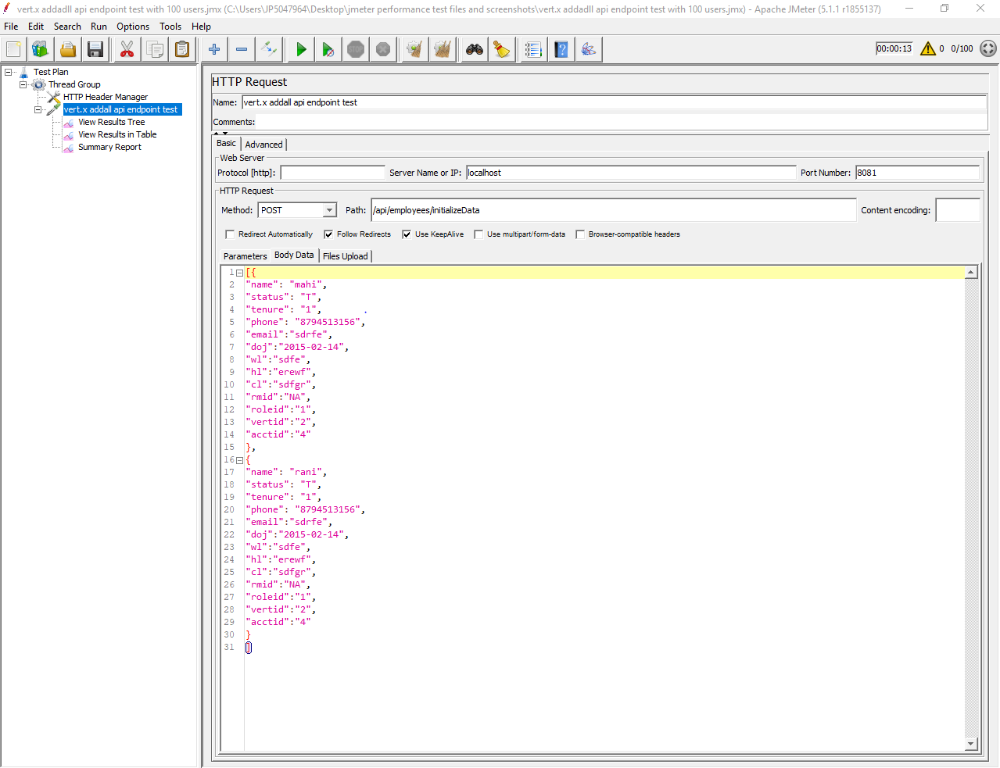 vert.x addadll api endpoint test with 100 users.jmx (C:\Users\JP5047964\Desktop\jmeter performance test files and screenshots\vert.x addadll api endpoint test with 100 users.jmx) - Apache JMeter (5.1.1 r1855137)
File Edit Search Run Options Tools Help
STOP
00:00:13 0 0/100
Test Plan
Thread Group
HTTP Header Manager
vert.x addall api endpoint test
View Results Tree
View Results in Table
Summary Report
HTTP Request
Name: vert.x addall api endpoint test
Comments:
Basic Advanced
Web Server
Protocol [http]: Server Name or IP: localhost Port Number: 8081
HTTP Request
Method: POST Path: /api/employees/initializeData Content encoding:
Redirect Automatically Follow Redirects Use KeepAlive Use multipart/form-data Browser-compatible headers
Parameters Body Data Files Upload
1 [{
2 "name": "mahi",
3 "status": "T",
4 "tenure": "1",
5 "phone": "8794513156",
6 "email":"sdrfe",
7 "doj":"2015-02-14",
8 "wl":"sdfe",
9 "hl":"erewf",
10 "cl":"sdfgr",
11 "rmid":"NA",
12 "roleid":"1",
13 "vertid":"2",
14 "acctid":"4"
15 },
16 {
17 "name": "rani",
18 "status": "T",
19 "tenure": "1",
20 "phone": "8794513156",
21 "email":"sdrfe",
22 "doj":"2015-02-14",
23 "wl":"sdfe",
24 "hl":"erewf",
25 "cl":"sdfgr",
26 "rmid":"NA",
27 "roleid":"1",
28 "vertid":"2",
29 "acctid":"4"
30 }
31 ]